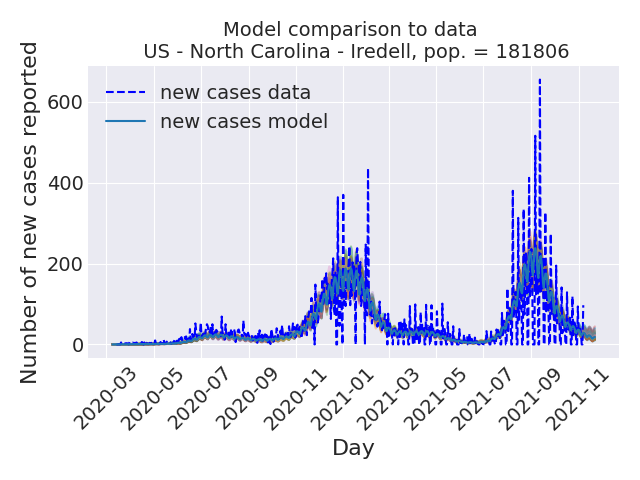 Model comparison to data
US - North Carolina - Iredell, pop. = 181806
Number of new cases reported
600
400
200
0
new cases data
new cases model
2020-03
2020-05
2020-07
2020-09
2020-11
2021-01
2021-03
2021-05
2021-07
2021-09
2021-11
Day